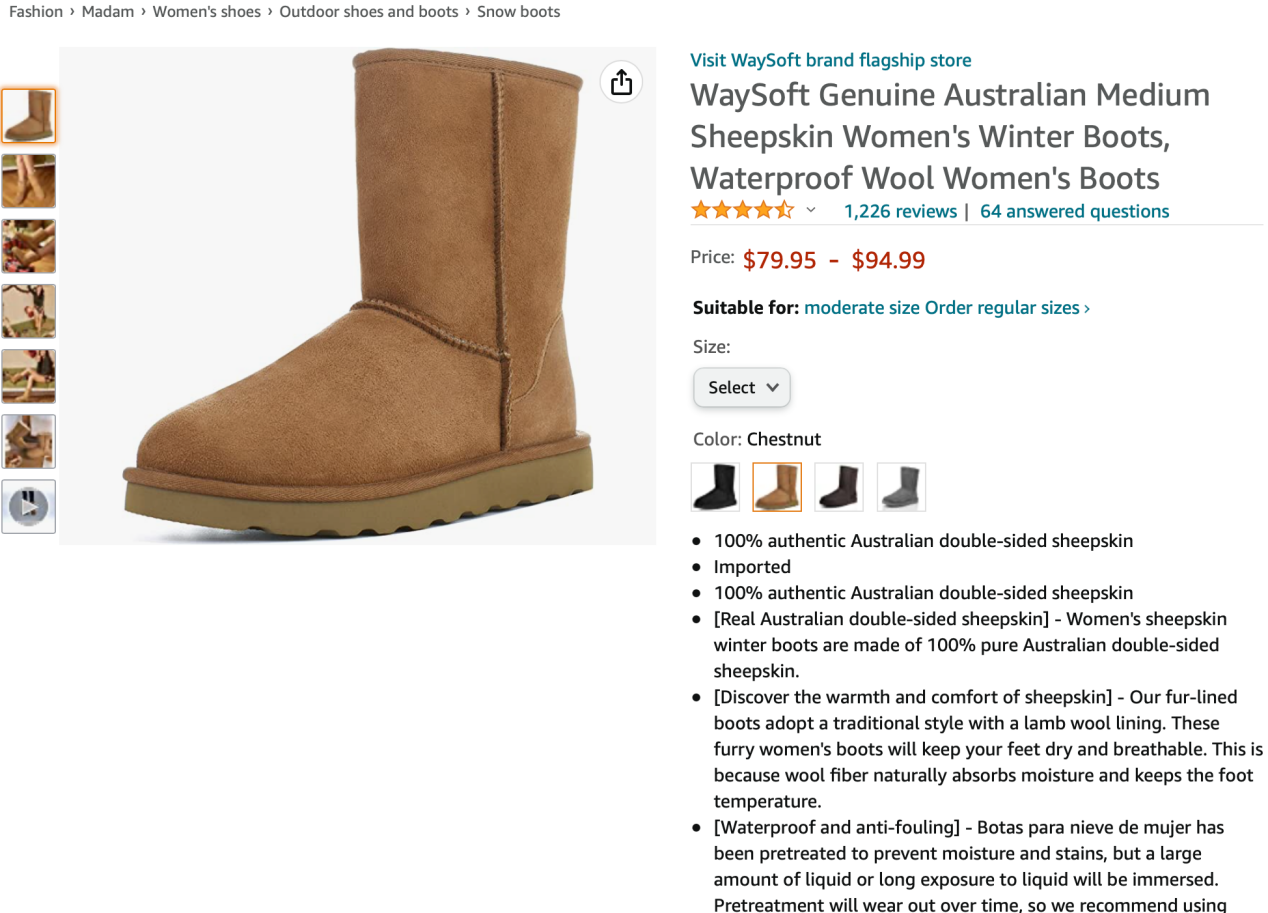 Fashion › Madam › Women's shoes › Outdoor shoes and boots › Snow boots
Visit WaySoft brand flagship store
WaySoft Genuine Australian Medium
Sheepskin Women's Winter Boots,
Waterproof Wool Women's Boots
1,226 reviews | 64 answered questions
Price: $79.95 - $94.99
Suitable for: moderate size Order regular sizes ›
Size:
Select
Color: Chestnut
• 100% authentic Australian double-sided sheepskin
• Imported
• 100% authentic Australian double-sided sheepskin
• [Real Australian double-sided sheepskin] - Women's sheepskin
winter boots are made of 100% pure Australian double-sided
sheepskin.
• [Discover the warmth and comfort of sheepskin] - Our fur-lined
boots adopt a traditional style with a lamb wool lining. These
furry women's boots will keep your feet dry and breathable. This is
because wool fiber naturally absorbs moisture and keeps the foot
temperature.
• [Waterproof and anti-fouling] - Botas para nieve de mujer has
been pretreated to prevent moisture and stains, but a large
amount of liquid or long exposure to liquid will be immersed.
Pretreatment will wear out over time, so we recommend using